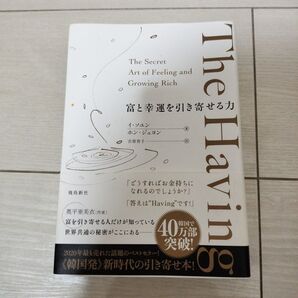 The Having
The Secret
Art of Feeling and
Growing Rich
富と幸運を引き寄せる力
イ・ソユン
ホン・ジュヨン
著
訳
飛鳥新社
「どうすればお金持ちに
なれるのでしょうか？」
「答えは"Having"です！」
韓国で
40万部
突破！
富を引き寄せる人だけが知っている
世界共通の秘密がここにある
2020年最も売れた話題のベストセラー！
《韓国発》新時代の引き寄せ本！